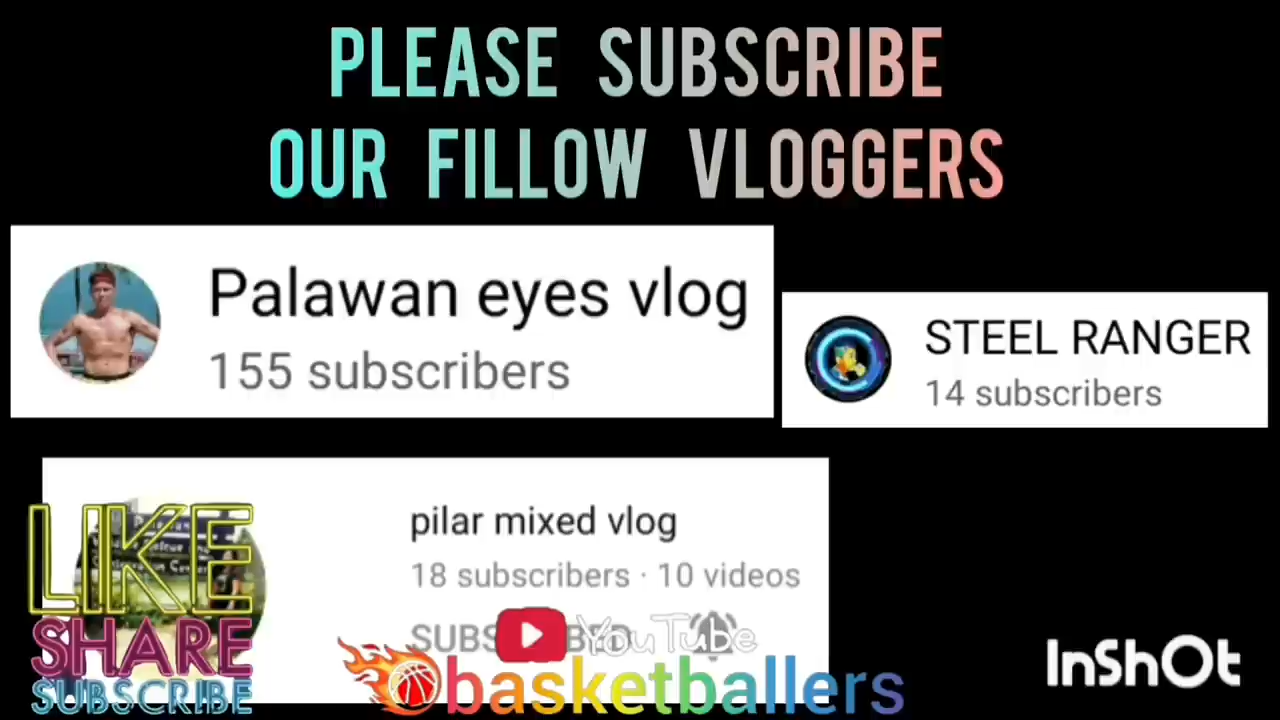 PLEASE SUBSCRIBE
OUR FILLOW VLOGGERS
Palawan eyes vlog
155 subscribers
STEEL RANGER
14 subscribers
pilar mixed vlog
18 subscribers · 10 videos
SUBSCRIBED
YouTube
LIKE
SHARE
SUBSCRIBE
basketballers
InShOt